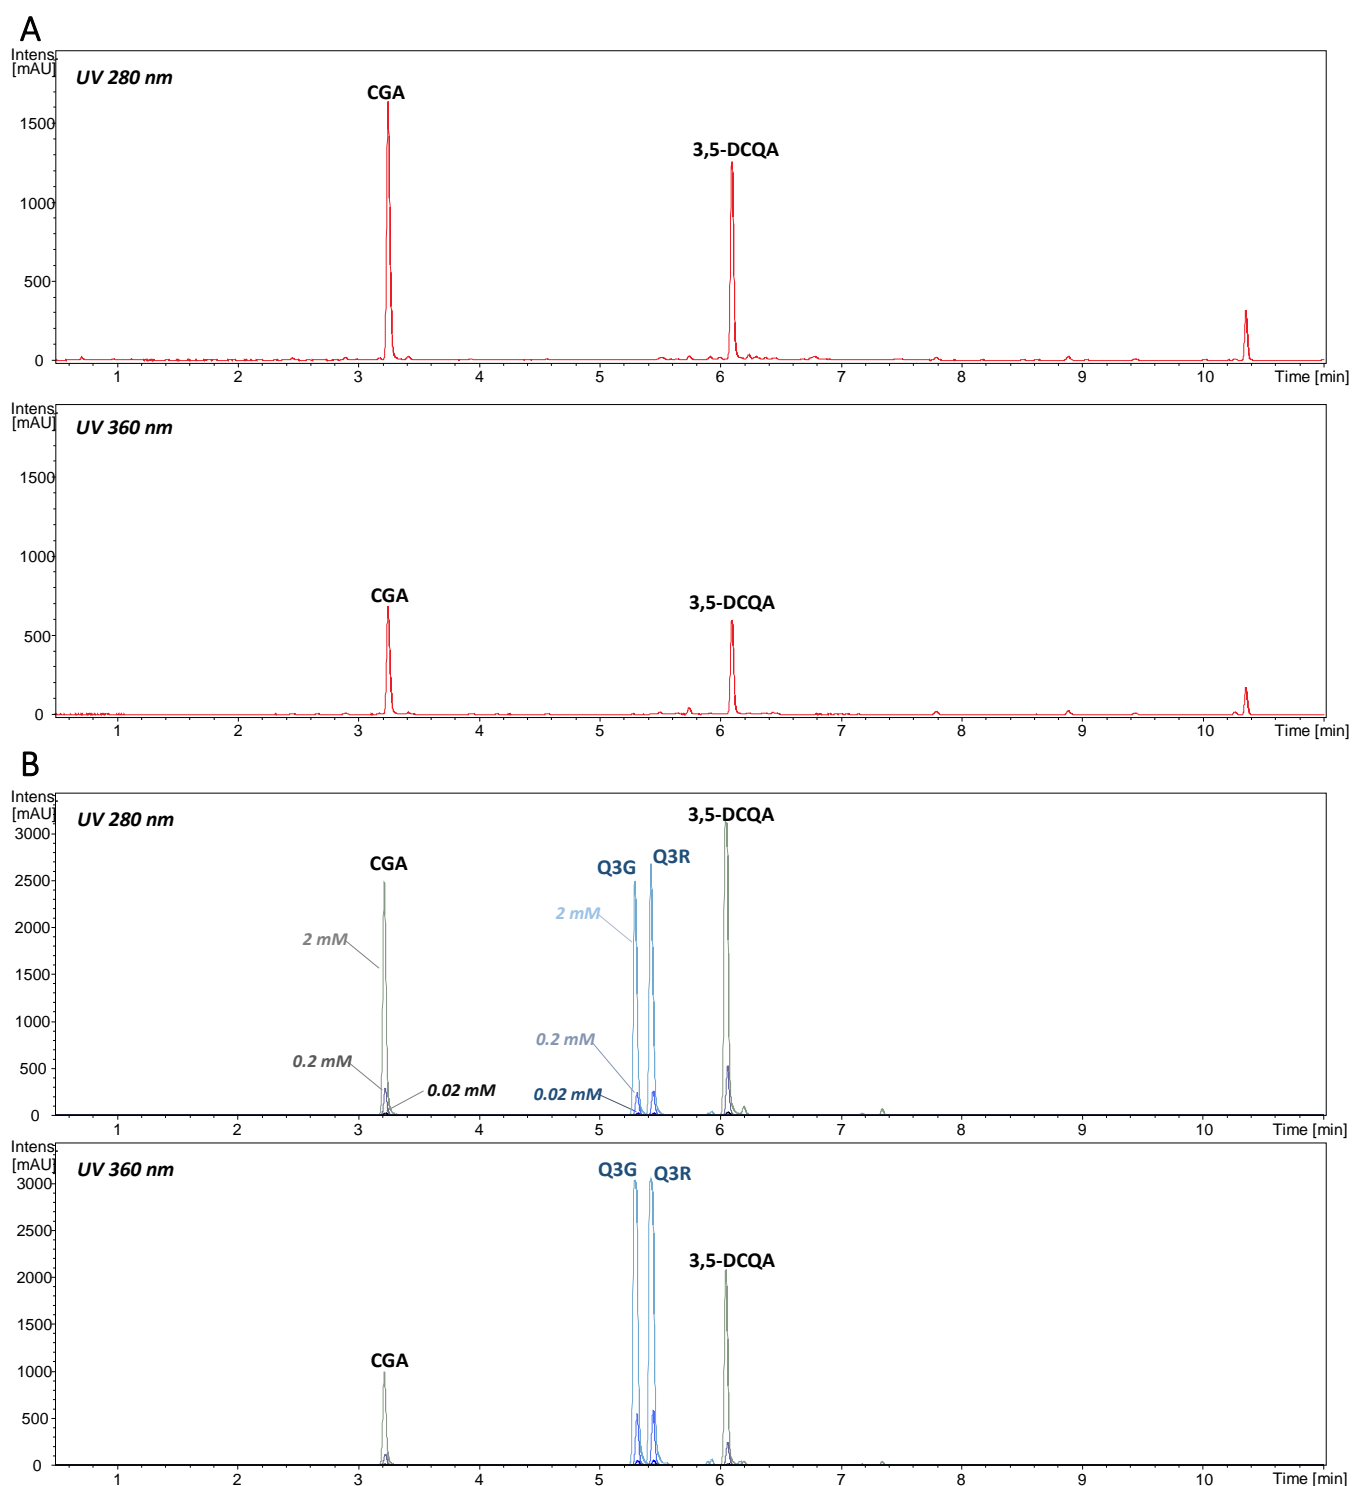 A
Intens.
[mAU]
UV 280 nm
CGA
3,5-DCQA
1500
1000
500
0
1 2 3 4 5 6 7 8 9 10 Time [min]
Intens.
[mAU]
UV 360 nm
1500
1000
CGA
3,5-DCQA
500
0
1 2 3 4 5 6 7 8 9 10 Time [min]
B
Intens.
[mAU]
UV 280 nm
3,5-DCQA
3000
CGA
Q3G
Q3R
2500
2 mM
2 mM
2000
1500
1000
0.2 mM
0.2 mM
500
0.02 mM
0.02 mM
0
1 2 3 4 5 6 7 8 9 10 Time [min]
Intens.
[mAU]
UV 360 nm
Q3G
Q3R
3000
2500
3,5-DCQA
2000
1500
CGA
1000
500
0
1 2 3 4 5 6 7 8 9 10 Time [min]